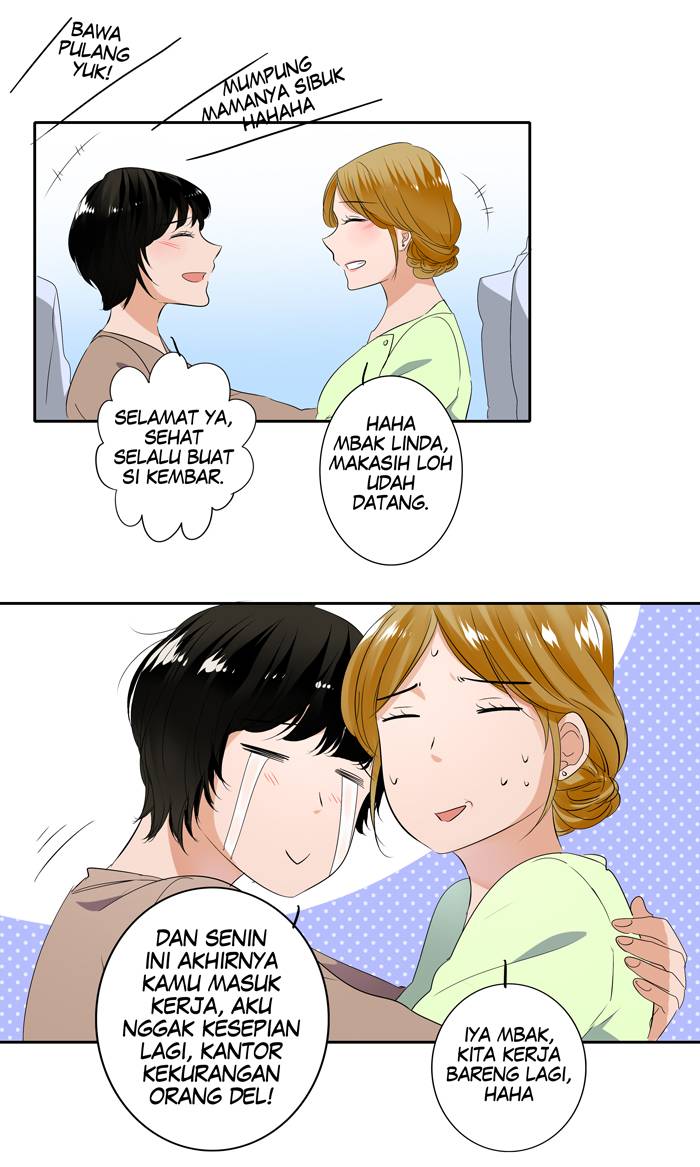 BAWA
PULANG
YUK!
MUMPUNG
MAMANYA SIBUK
HAHAHA
SELAMAT YA,
SEHAT
SELALU BUAT
SI KEMBAR.
HAHA
MBAK LINDA,
MAKASIH LOH
UDAH
DATANG.
DAN SENIN
INI AKHIRNYA
KAMU MASUK
KERJA, AKU
NGGAK KESEPIAN
LAGI, KANTOR
KEKURANGAN
ORANG DEL!
IYA MBAK,
KITA KERJA
BARENG LAGI,
HAHA